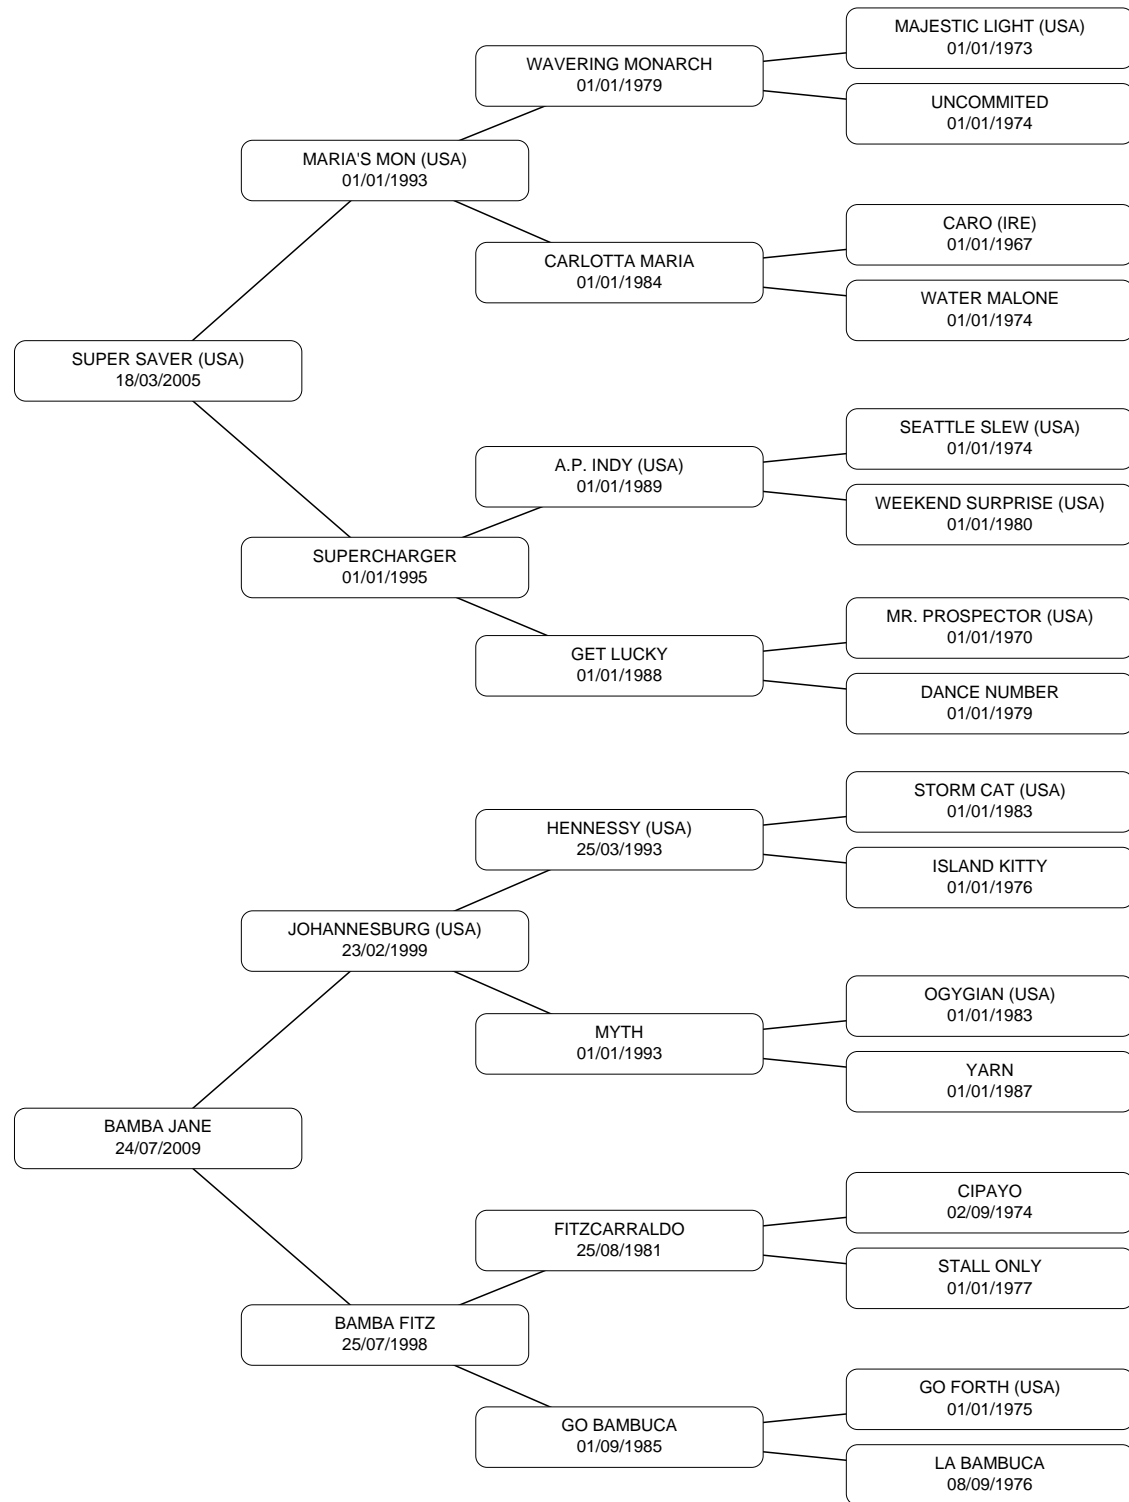 MAJESTIC LIGHT (USA)
01/01/1973
WAVERING MONARCH
01/01/1979
UNCOMMITED
01/01/1974
MARIA'S MON (USA)
01/01/1993
CARO (IRE)
01/01/1967
CARLOTTA MARIA
01/01/1984
WATER MALONE
01/01/1974
SUPER SAVER (USA)
18/03/2005
SEATTLE SLEW (USA)
01/01/1974
A.P. INDY (USA)
01/01/1989
WEEKEND SURPRISE (USA)
01/01/1980
SUPERCHARGER
01/01/1995
MR. PROSPECTOR (USA)
01/01/1970
GET LUCKY
01/01/1988
DANCE NUMBER
01/01/1979
STORM CAT (USA)
01/01/1983
HENNESSY (USA)
25/03/1993
ISLAND KITTY
01/01/1976
JOHANNESBURG (USA)
23/02/1999
OGYGIAN (USA)
01/01/1983
MYTH
01/01/1993
YARN
01/01/1987
BAMBA JANE
24/07/2009
CIPAYO
02/09/1974
FITZCARRALDO
25/08/1981
STALL ONLY
01/01/1977
BAMBA FITZ
25/07/1998
GO FORTH (USA)
01/01/1975
GO BAMBUCA
01/09/1985
LA BAMBUCA
08/09/1976